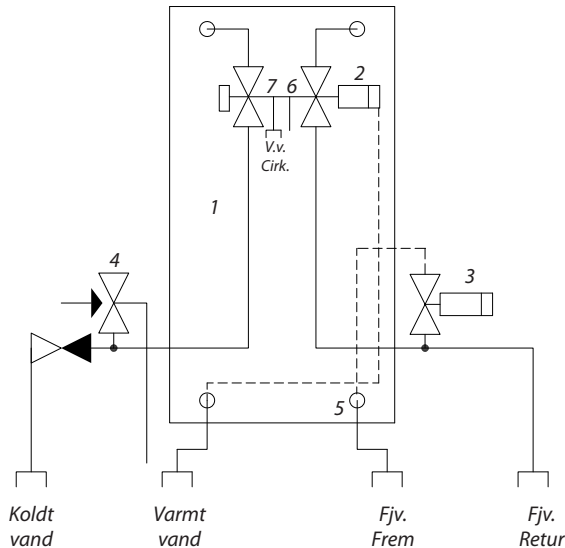 2
7
6
V.v.
Cirk.
1
4
3
5
Koldt
vand
Varmt
vand
Fjv.
Frem
Fjv.
Retur